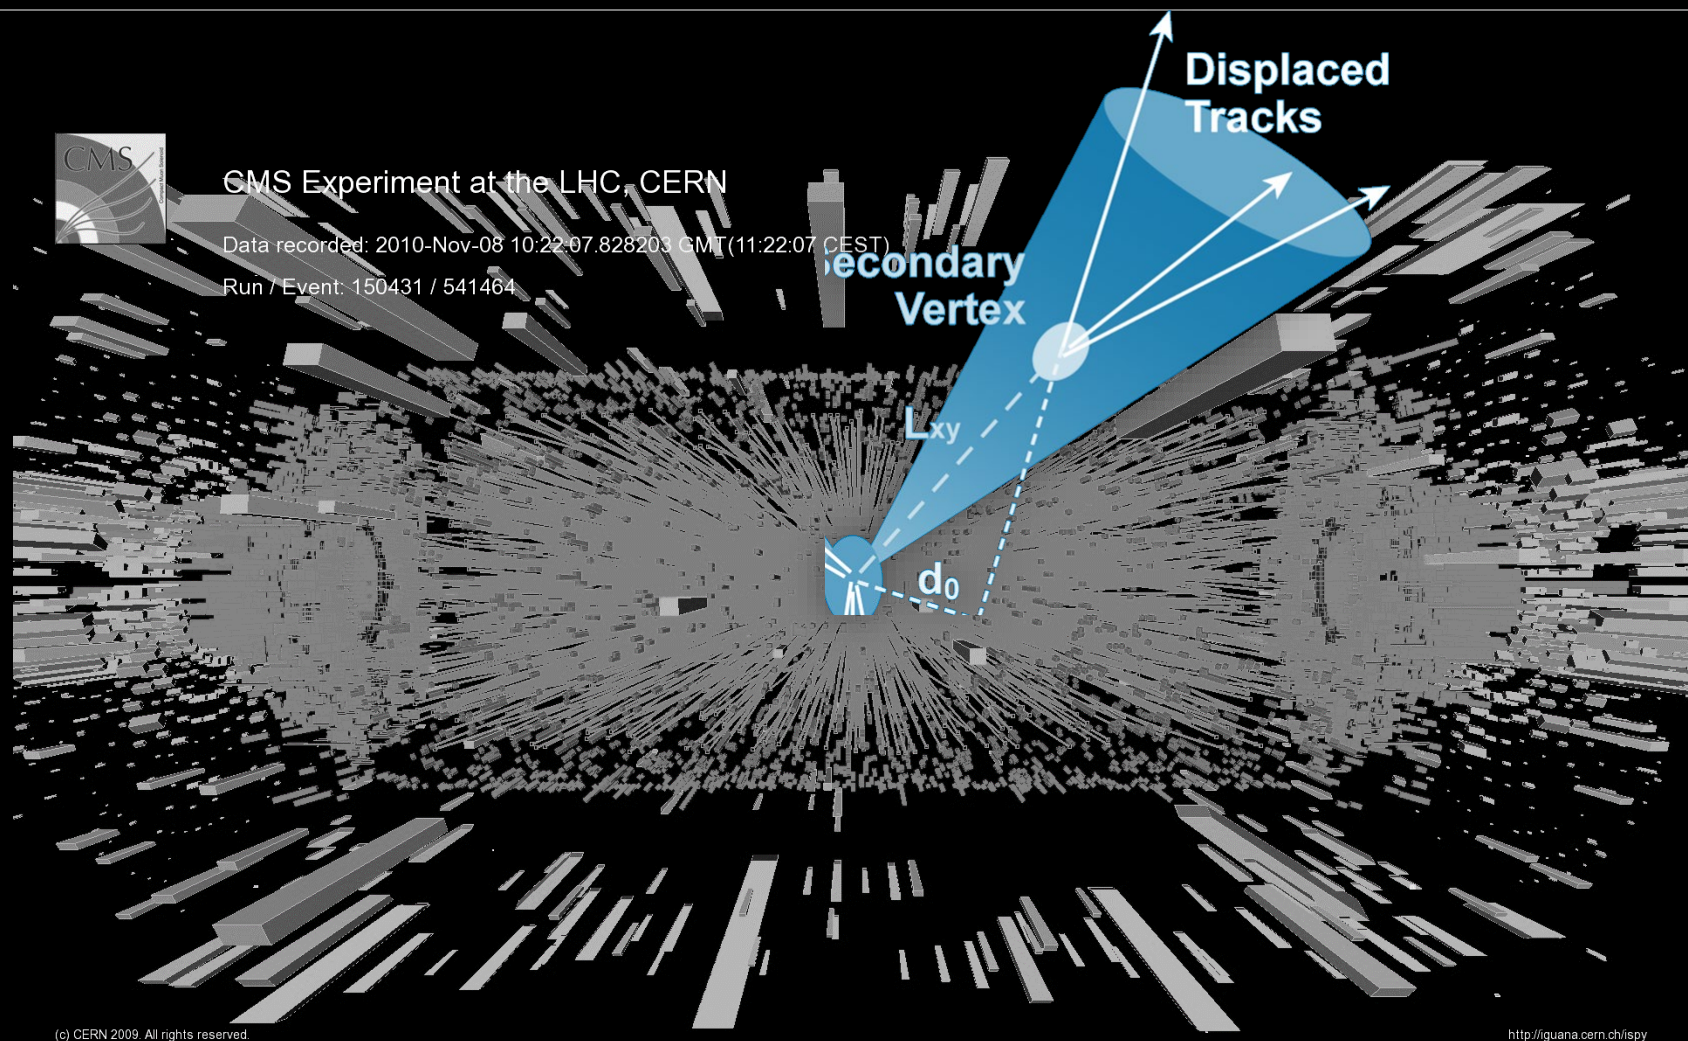 Displaced
Tracks
CMS
CMS Experiment at the LHC, CERN
Data recorded: 2010-Nov-08 10:22:07.828203 GMT(11:22:07 CEST)
Run / Event: 150431 / 541464
econdary
Vertex
Lxy
d0
(c) CERN 2009. All rights reserved.
http://iguana.cern.ch/ispy